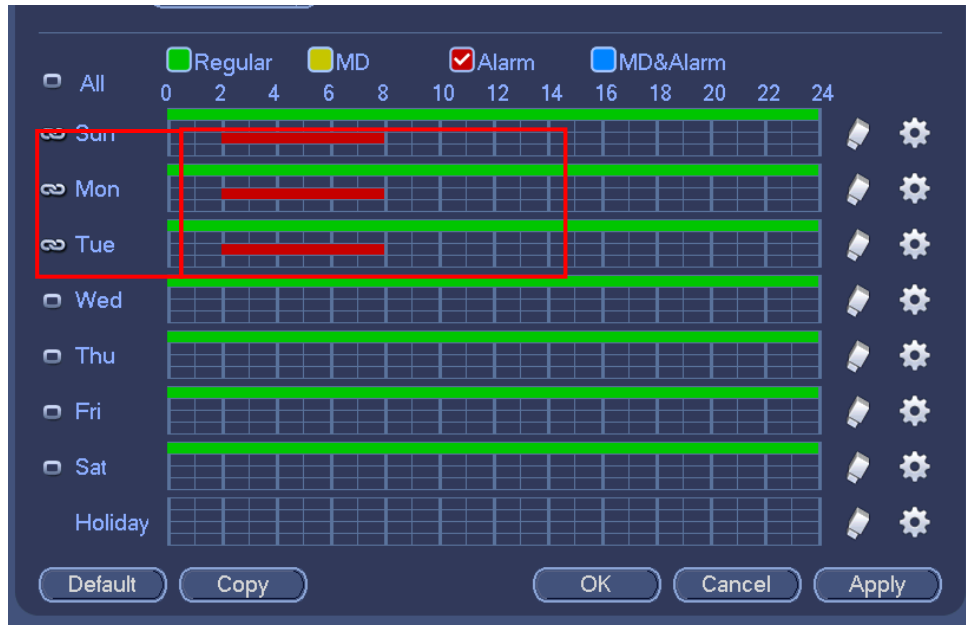 Regular MD Alarm MD&Alarm
All
0 2 4 6 8 10 12 14 16 18 20 22 24
Sun
Mon
Tue
Wed
Thu
Fri
Sat
Holiday
Default Copy OK Cancel Apply